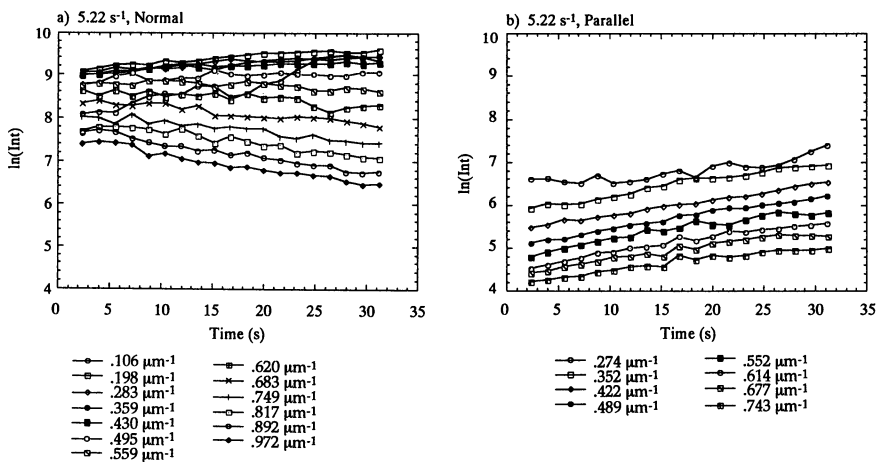 a) 5.22 s⁻¹, Normal
10
9
8
7
6
5
4
ln(Int)
0 5 10 15 20 25 30 35
Time (s)
.106 µm⁻¹
.198 µm⁻¹
.283 µm⁻¹
.359 µm⁻¹
.430 µm⁻¹
.495 µm⁻¹
.559 µm⁻¹
.620 µm⁻¹
.683 µm⁻¹
.749 µm⁻¹
.817 µm⁻¹
.892 µm⁻¹
.972 µm⁻¹
b) 5.22 s⁻¹, Parallel
10
9
8
7
6
5
4
ln(Int)
0 5 10 15 20 25 30 35
Time (s)
.274 µm⁻¹
.352 µm⁻¹
.422 µm⁻¹
.489 µm⁻¹
.552 µm⁻¹
.614 µm⁻¹
.677 µm⁻¹
.743 µm⁻¹